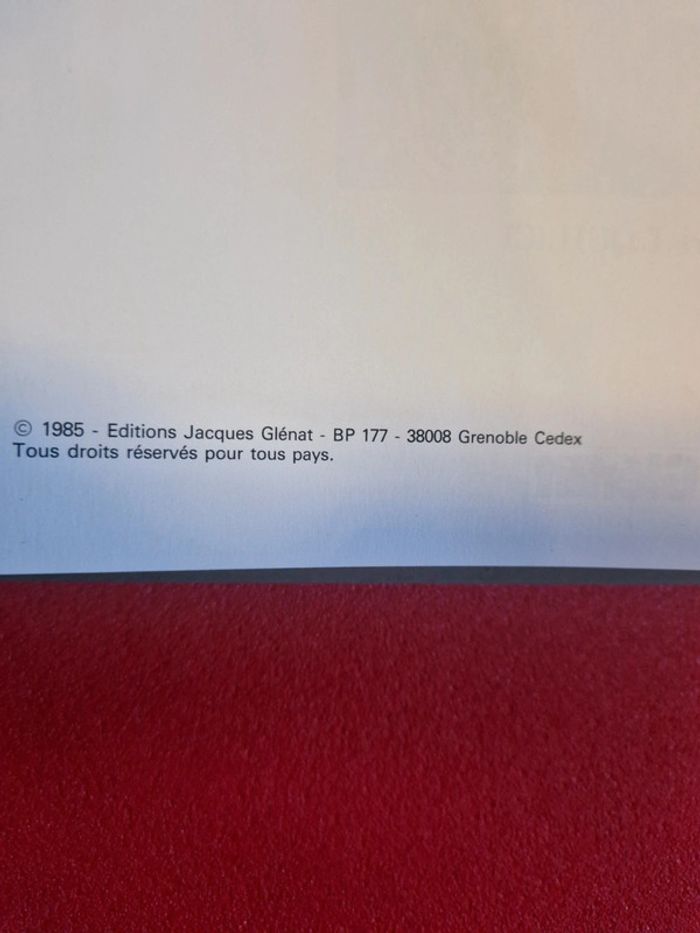 © 1985 - Editions Jacques Glénat - BP 177 - 38008 Grenoble Cedex
Tous droits réservés pour tous pays.